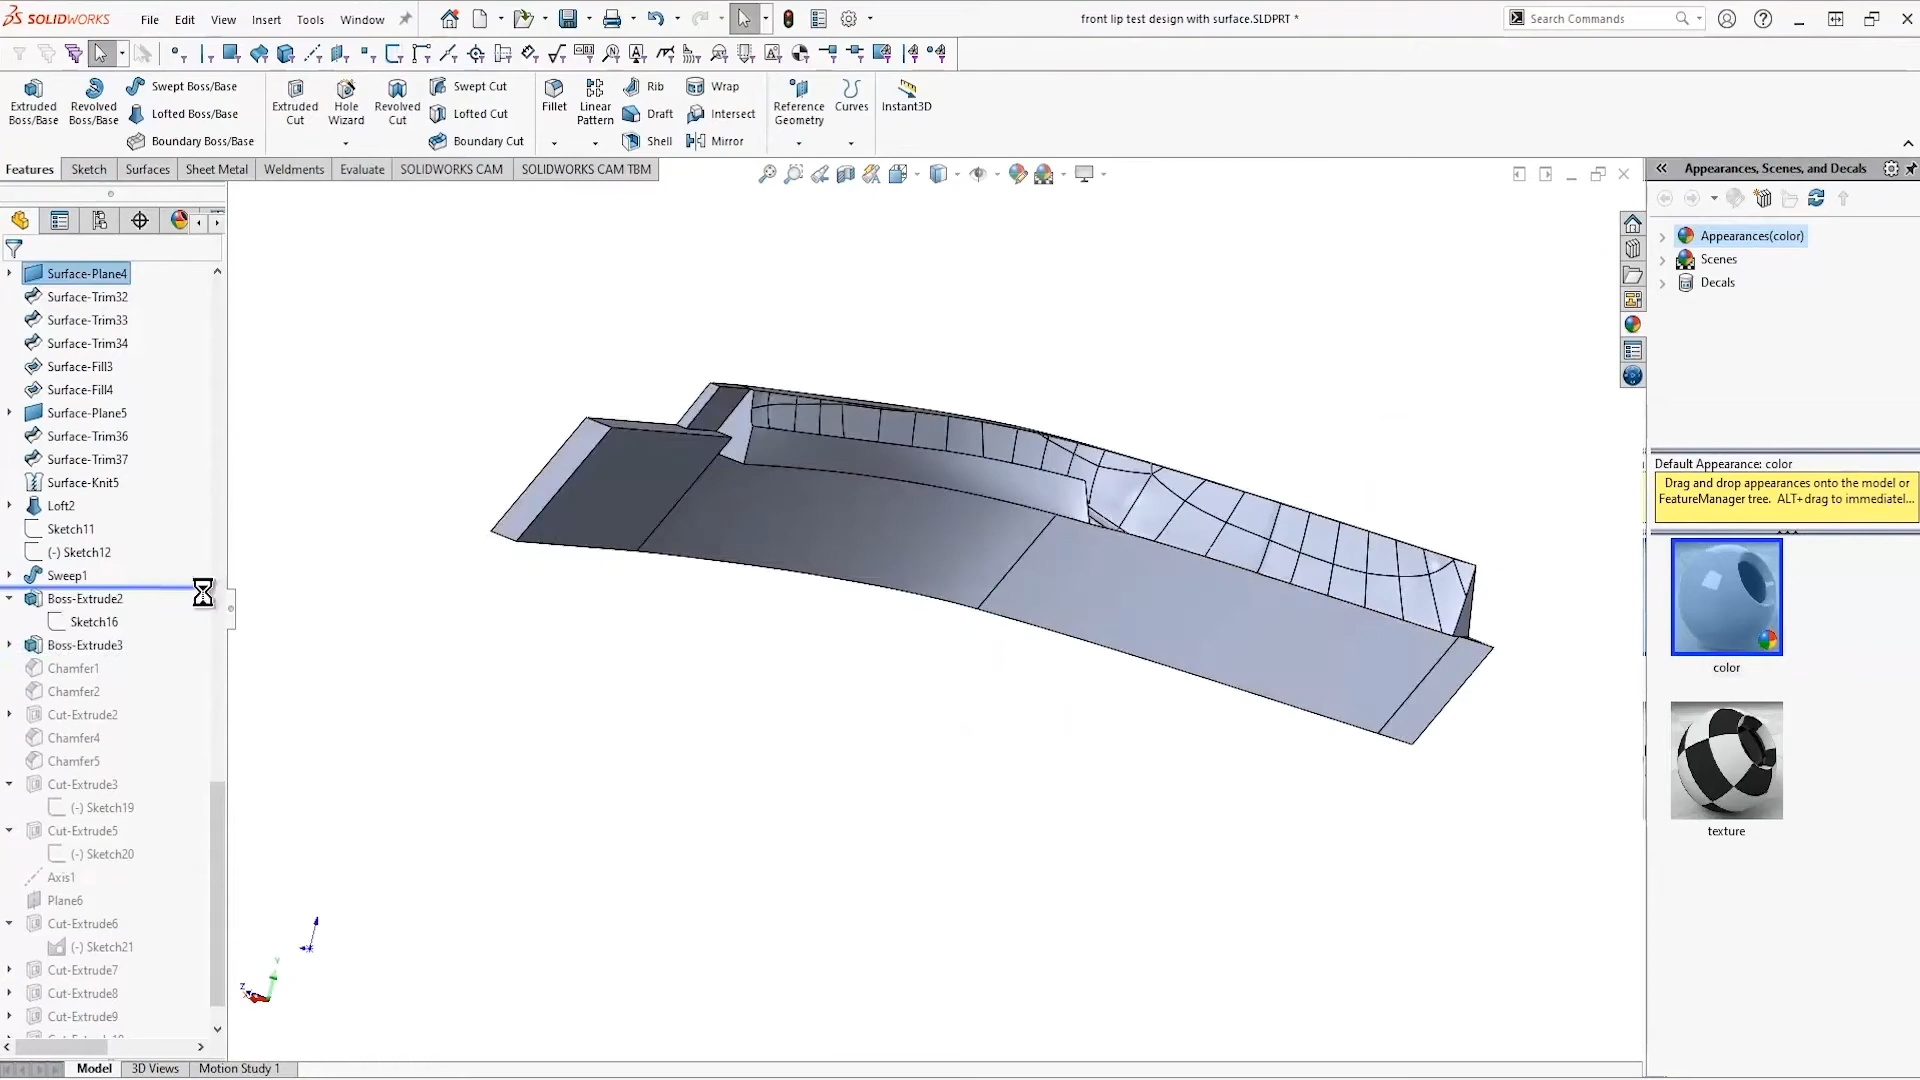 SOLIDWORKS File Edit View Insert Tools Window front lip test design with surface.SLDPRT * Search Commands
Extruded Boss/Base
Revolved Boss/Base
Swept Boss/Base
Lofted Boss/Base
Boundary Boss/Base
Extruded Cut
Hole Wizard
Revolved Cut
Swept Cut
Lofted Cut
Boundary Cut
Fillet
Linear Pattern
Rib
Draft
Shell
Wrap
Intersect
Mirror
Reference Geometry
Curves
Instant3D
Features Sketch Surfaces Sheet Metal Weldments Evaluate SOLIDWORKS CAM SOLIDWORKS CAM TBM
Surface-Plane4
Surface-Trim32
Surface-Trim33
Surface-Trim34
Surface-Fill3
Surface-Fill4
Surface-Plane5
Surface-Trim36
Surface-Trim37
Surface-Knit5
Loft2
Sketch11
(-) Sketch12
Sweep1
Boss-Extrude2
Sketch16
Boss-Extrude3
Chamfer1
Chamfer2
Cut-Extrude2
Chamfer4
Chamfer5
Cut-Extrude3
(-) Sketch19
Cut-Extrude5
(-) Sketch20
Axis1
Plane6
Cut-Extrude6
(-) Sketch21
Cut-Extrude7
Cut-Extrude8
Cut-Extrude9
Model 3D Views Motion Study 1
Appearances, Scenes, and Decals
Appearances(color)
Scenes
Decals
Default Appearance: color
Drag and drop appearances onto the model or
FeatureManager tree. ALT+drag to immediatel...
color
texture